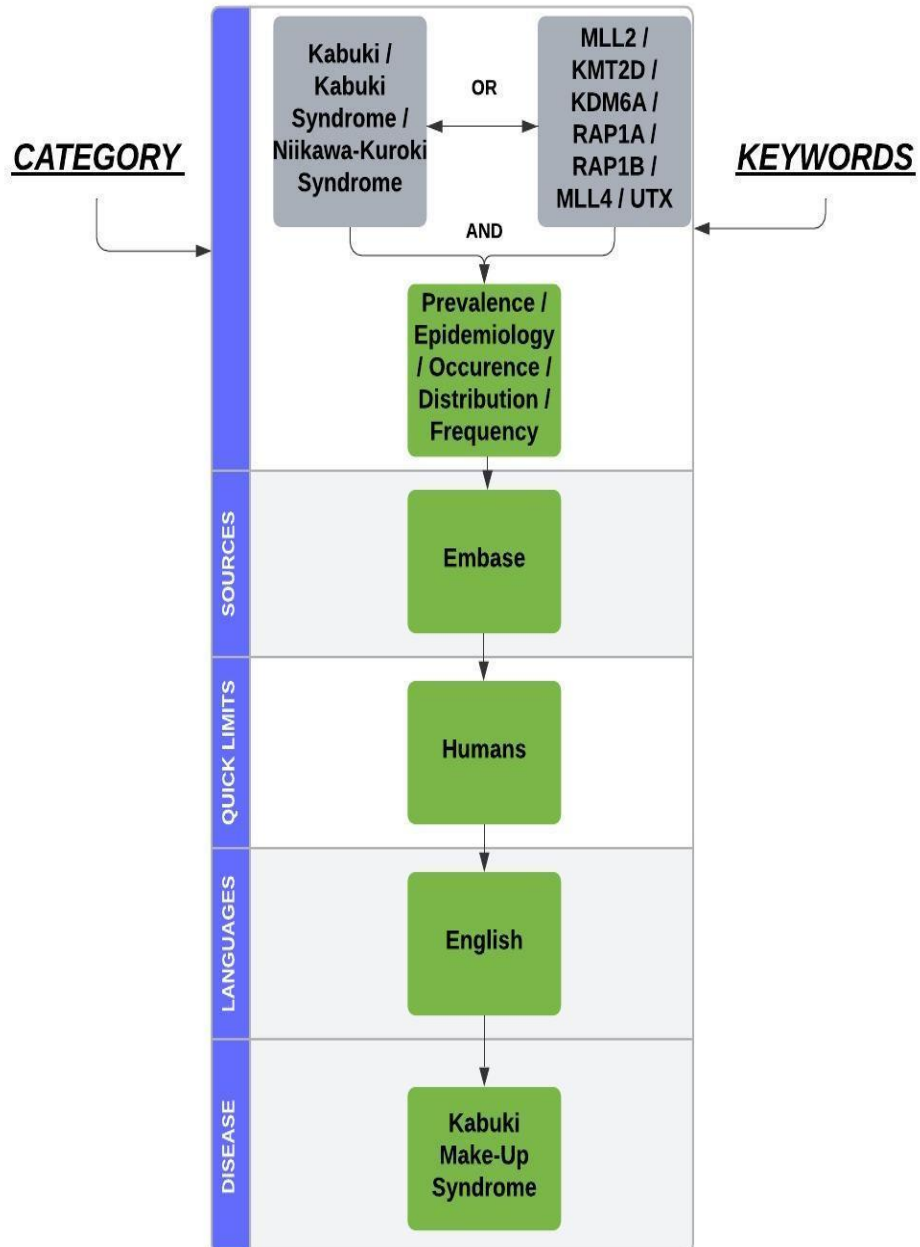 Kabuki /
Kabuki
Syndrome /
Niikawa-Kuroki
Syndrome
OR
MLL2 /
KMT2D /
KDM6A /
RAP1A /
RAP1B /
MLL4 / UTX
CATEGORY
KEYWORDS
AND
Prevalence /
Epidemiology
/ Occurence /
Distribution /
Frequency
SOURCES
Embase
QUICK LIMITS
Humans
LANGUAGES
English
DISEASE
Kabuki
Make-Up
Syndrome